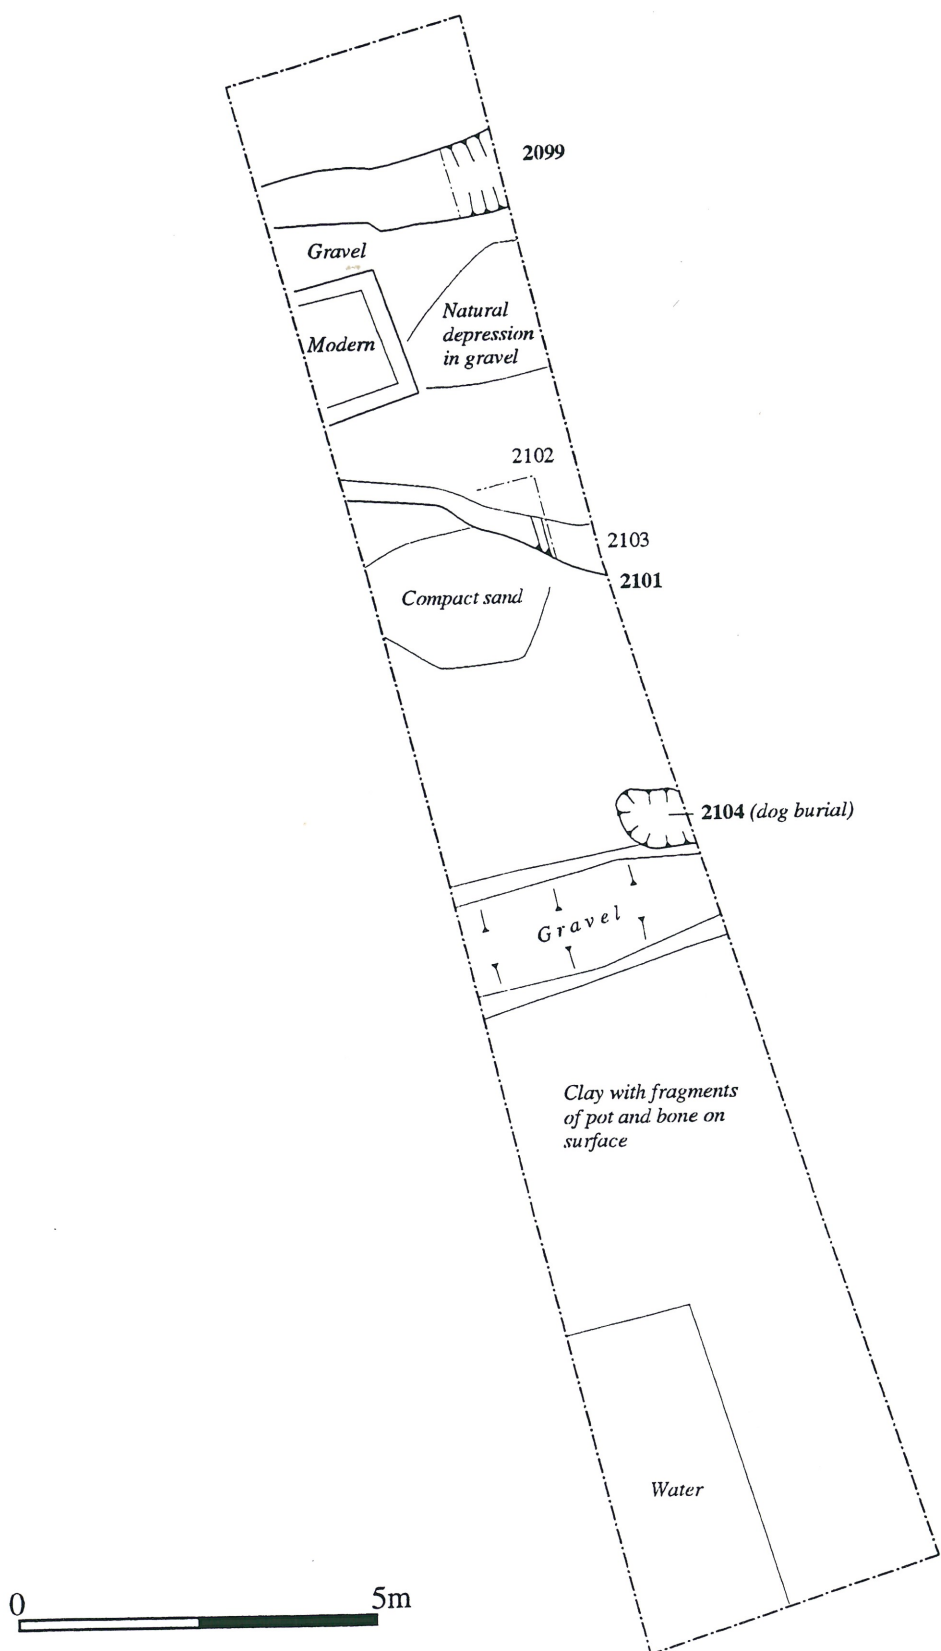 2099
Gravel
Natural
depression
in gravel
Modern
2102
2103
2101
Compact sand
2104 (dog burial)
Gravel
Clay with fragments
of pot and bone on
surface
Water
0
5m